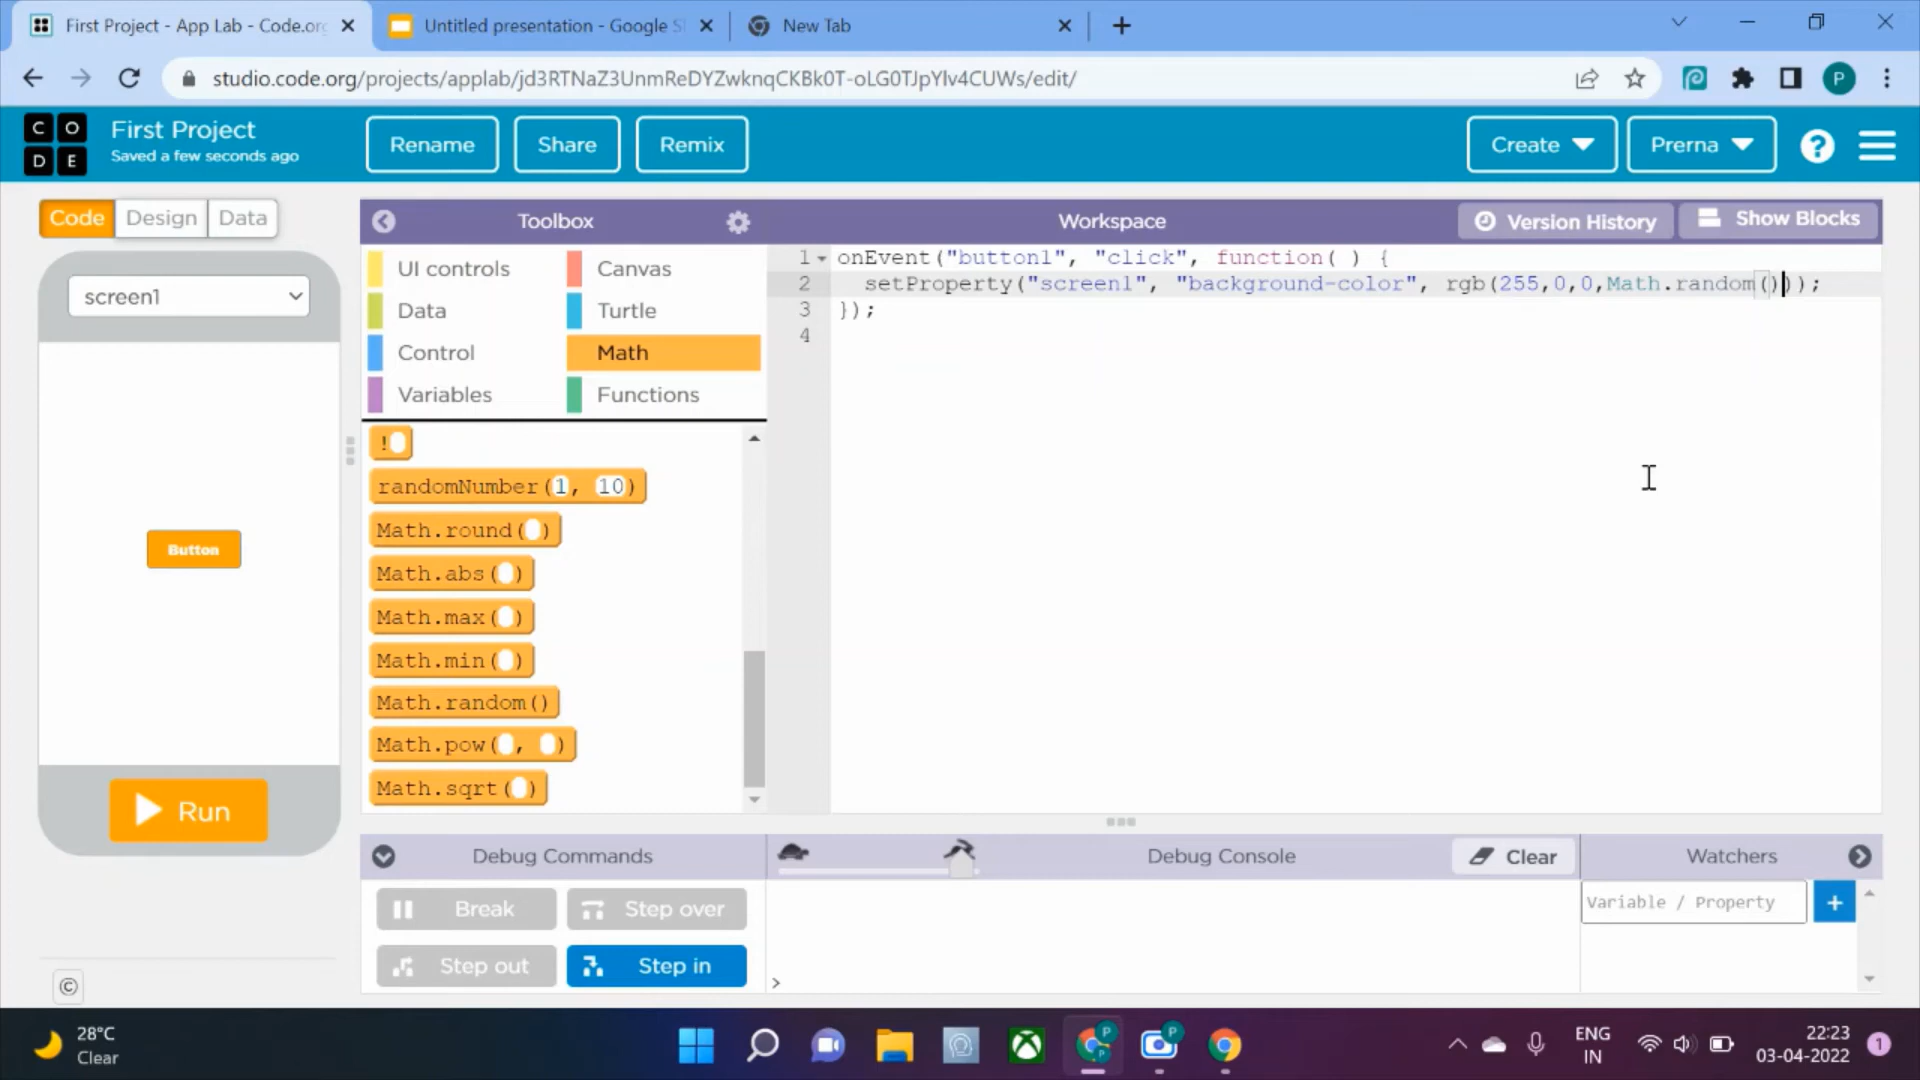 First Project - App Lab - Code.org
Untitled presentation - Google Sl
New Tab
studio.code.org/projects/applab/jd3RTNaZ3UnmReDYZwknqCKBk0T-oLG0TJpYlv4CUWs/edit/
P
CO
DE
First Project
Saved a few seconds ago
Rename
Share
Remix
Create
Prerna
?
Code
Design
Data
Toolbox
Workspace
Version History
Show Blocks
screen1
UI controls
Canvas
Data
Turtle
Control
Math
Variables
Functions
1 onEvent("button1", "click", function( ) {
2 setProperty("screen1", "background-color", rgb(255,0,0,Math.random()));
3 });
4
!
randomNumber(1, 10)
Math.round( )
Math.abs( )
Math.max( )
Math.min( )
Math.random()
Math.pow( , )
Math.sqrt( )
Button
Run
Debug Commands
Debug Console
Clear
Watchers
Break
Step over
Variable / Property
+
Step out
Step in
>
©
28°C
Clear
P
P
P
ENG
IN
22:23
03-04-2022
1